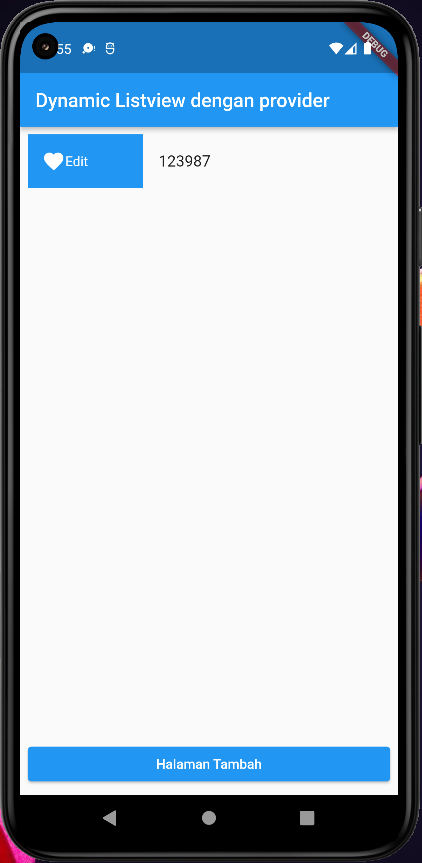 55
DEBUG
Dynamic Listview dengan provider
Edit
123987
Halaman Tambah